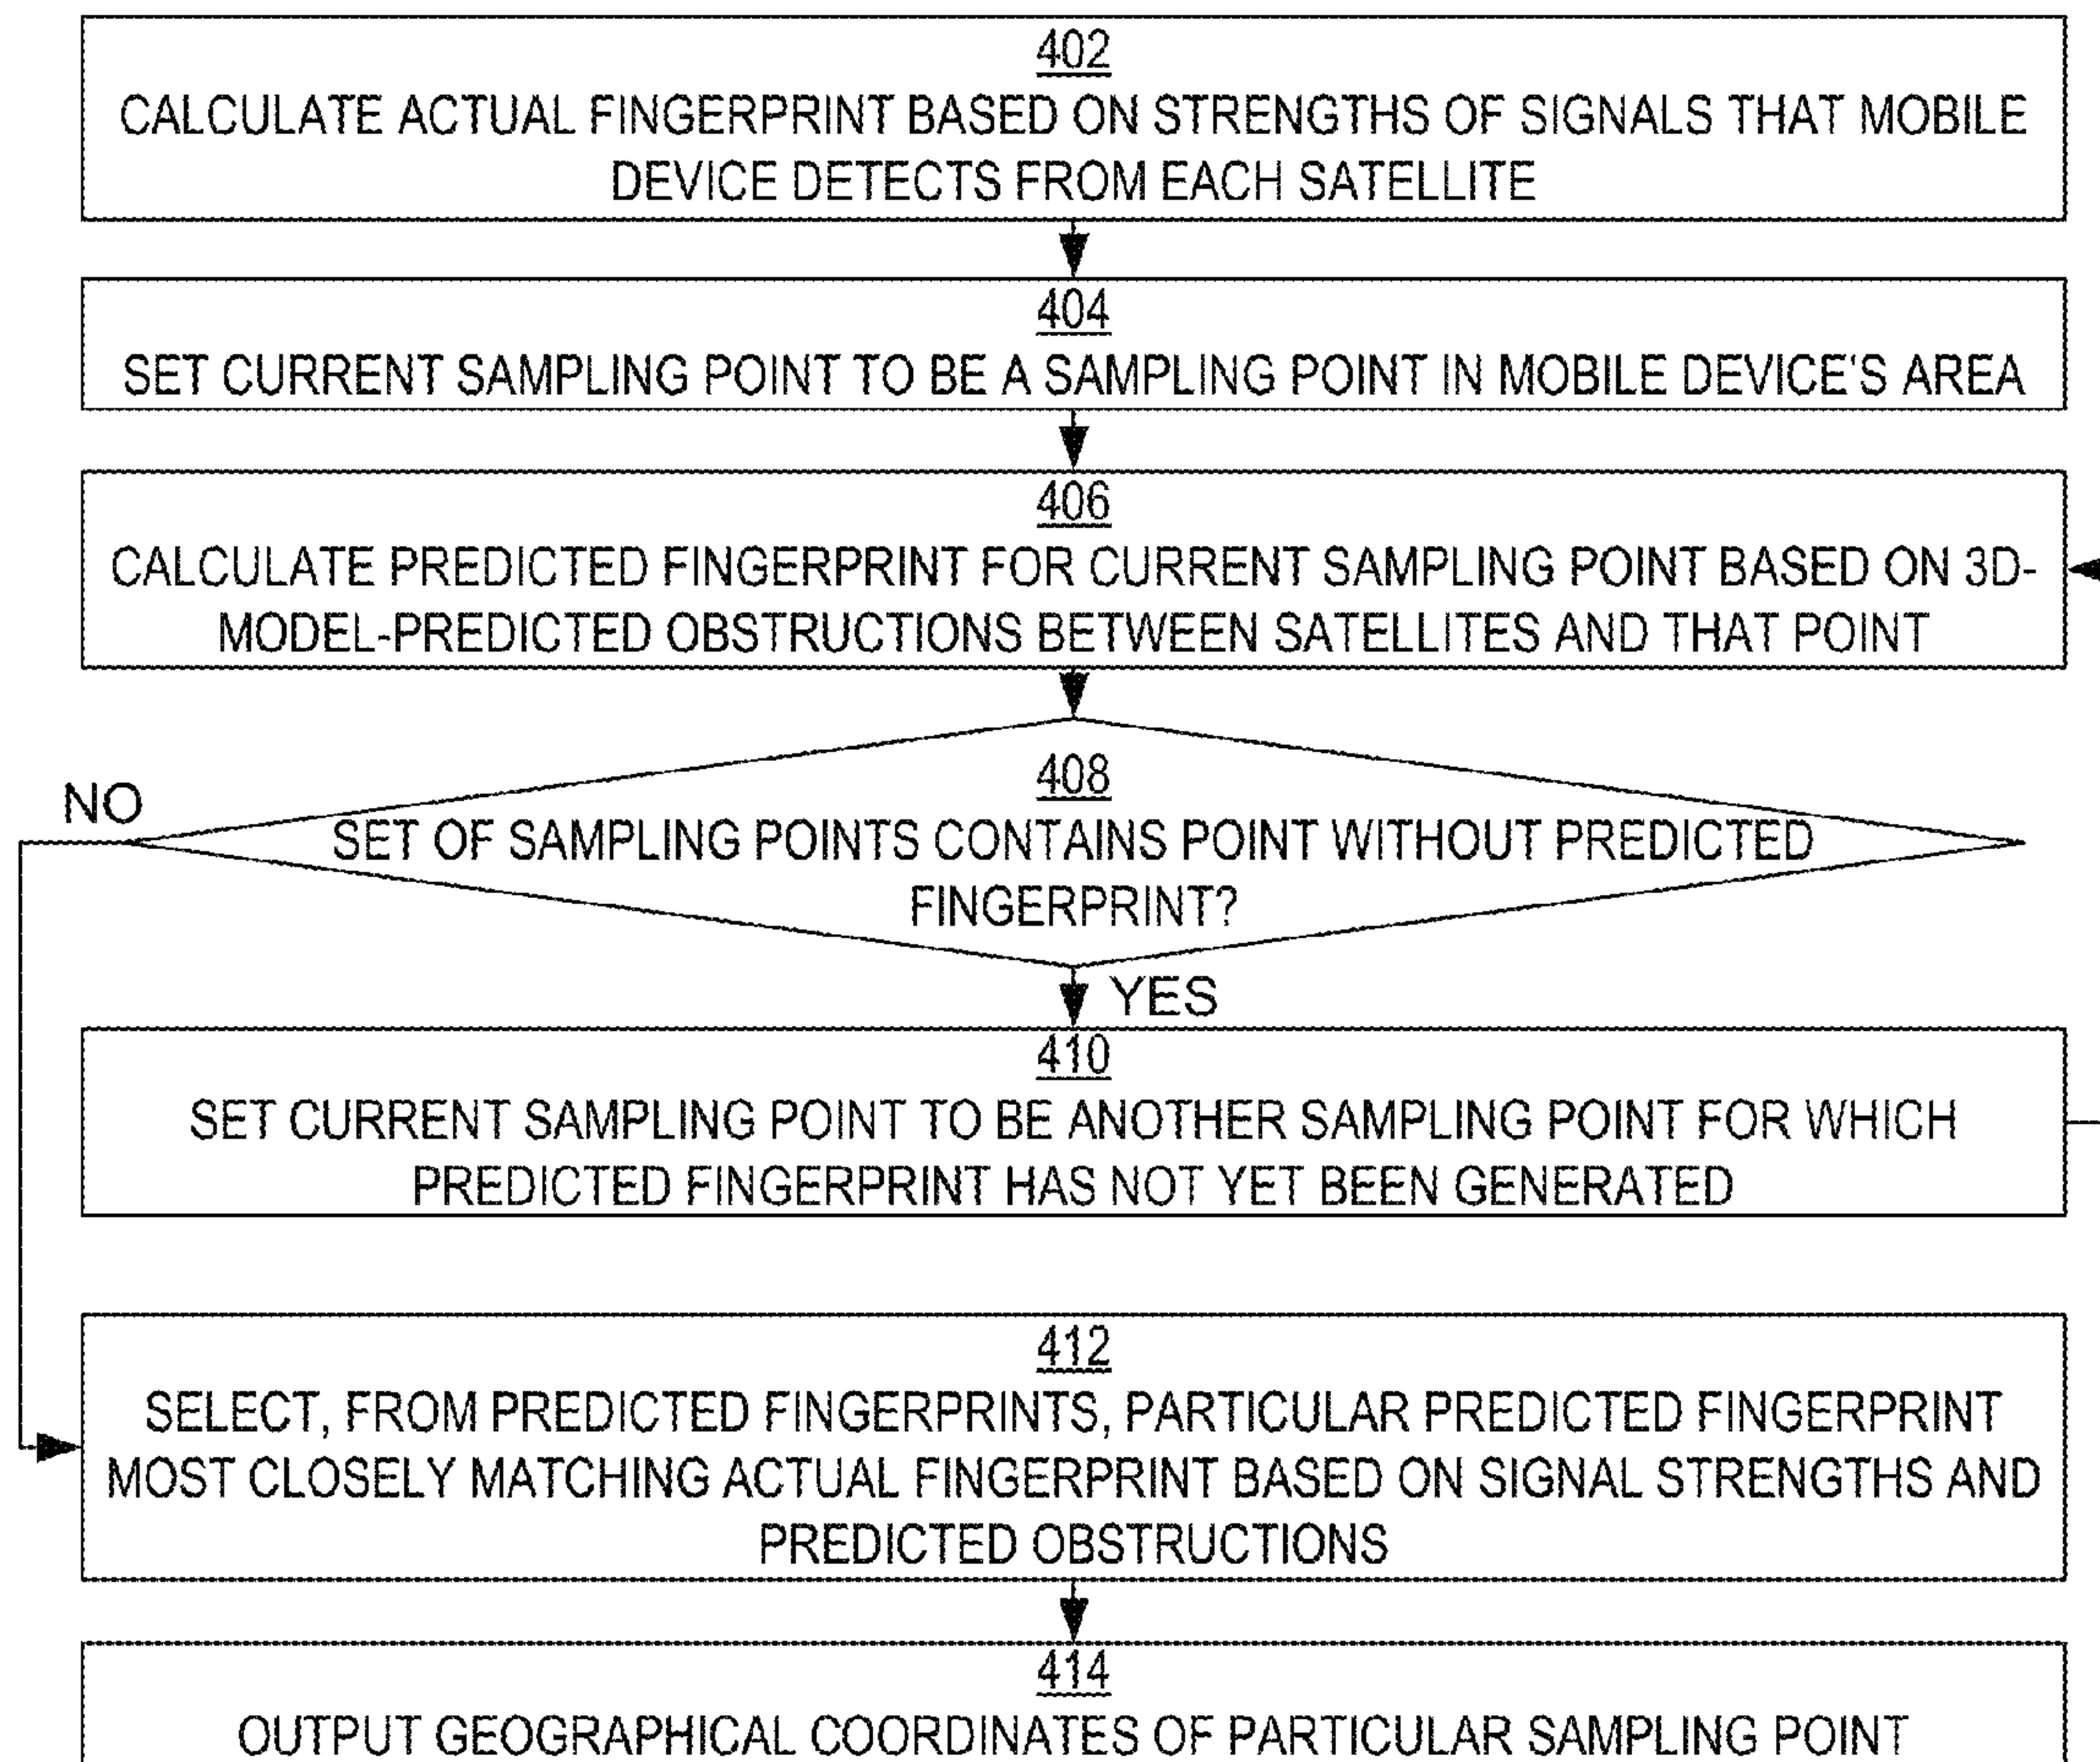 402
CALCULATE ACTUAL FINGERPRINT BASED ON STRENGTHS OF SIGNALS THAT MOBILE
DEVICE DETECTS FROM EACH SATELLITE
404
SET CURRENT SAMPLING POINT TO BE A SAMPLING POINT IN MOBILE DEVICE'S AREA
406
CALCULATE PREDICTED FINGERPRINT FOR CURRENT SAMPLING POINT BASED ON 3D-
MODEL-PREDICTED OBSTRUCTIONS BETWEEN SATELLITES AND THAT POINT
NO
408
SET OF SAMPLING POINTS CONTAINS POINT WITHOUT PREDICTED
FINGERPRINT?
YES
410
SET CURRENT SAMPLING POINT TO BE ANOTHER SAMPLING POINT FOR WHICH
PREDICTED FINGERPRINT HAS NOT YET BEEN GENERATED
412
SELECT, FROM PREDICTED FINGERPRINTS, PARTICULAR PREDICTED FINGERPRINT
MOST CLOSELY MATCHING ACTUAL FINGERPRINT BASED ON SIGNAL STRENGTHS AND
PREDICTED OBSTRUCTIONS
414
OUTPUT GEOGRAPHICAL COORDINATES OF PARTICULAR SAMPLING POINT